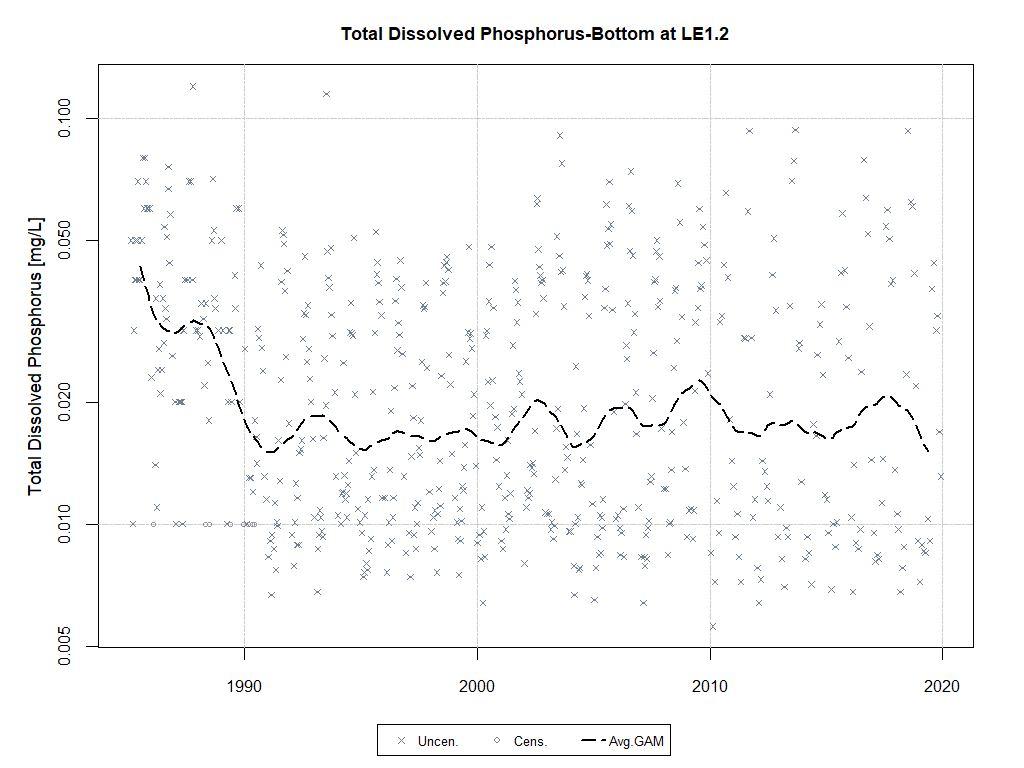 Total Dissolved Phosphorus-Bottom at LE1.2
Total Dissolved Phosphorus [mg/L]
0.100
0.050
0.020
0.010
0.005
1990 2000 2010 2020
Uncen. Cens. Avg.GAM